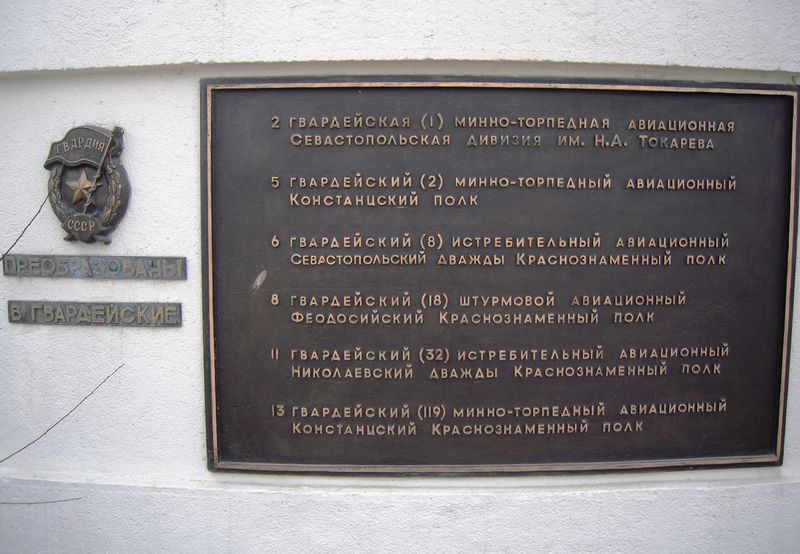 ГВАРДИЯ
СССР
ПРЕОБРАЗОВАНЫ
В ГВАРДЕЙСКИЕ
2 ГВАРДЕЙСКАЯ (1) МИННО-ТОРПЕДНАЯ АВИАЦИОННАЯ
СЕВАСТОПОЛЬСКАЯ ДИВИЗИЯ ИМ. Н.А. ТОКАРЕВА
5 ГВАРДЕЙСКИЙ (2) МИННО-ТОРПЕДНЫЙ АВИАЦИОННЫЙ
КОНСТАНЦСКИЙ ПОЛК
6 ГВАРДЕЙСКИЙ (8) ИСТРЕБИТЕЛЬНЫЙ АВИАЦИОННЫЙ
СЕВАСТОПОЛЬСКИЙ ДВАЖДЫ КРАСНОЗНАМЕННЫЙ ПОЛК
8 ГВАРДЕЙСКИЙ (18) ШТУРМОВОЙ АВИАЦИОННЫЙ
ФЕОДОСИЙСКИЙ КРАСНОЗНАМЕННЫЙ ПОЛК
11 ГВАРДЕЙСКИЙ (32) ИСТРЕБИТЕЛЬНЫЙ АВИАЦИОННЫЙ
НИКОЛАЕВСКИЙ ДВАЖДЫ КРАСНОЗНАМЕННЫЙ ПОЛК
13 ГВАРДЕЙСКИЙ (119) МИННО-ТОРПЕДНЫЙ АВИАЦИОННЫЙ
КОНСТАНЦСКИЙ КРАСНОЗНАМЕННЫЙ ПОЛК